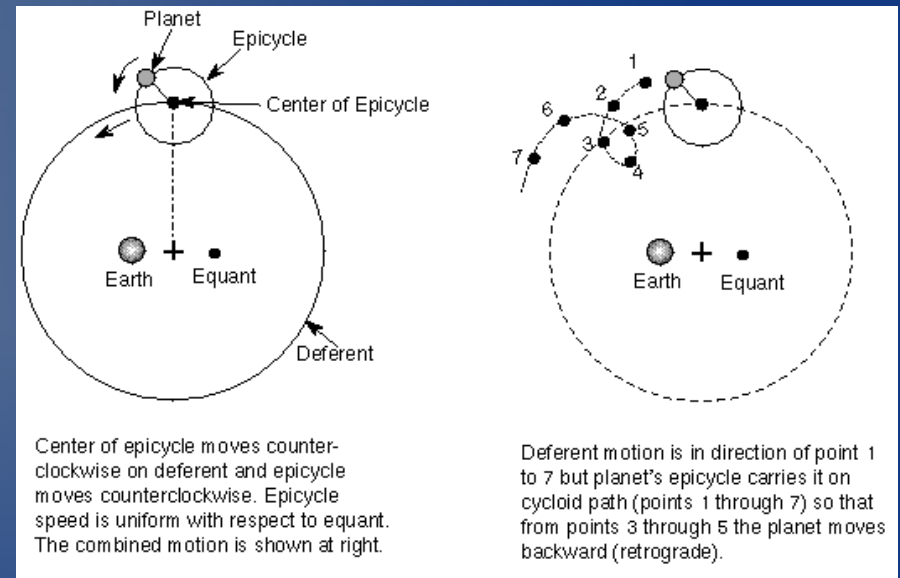 Planet
Epicycle
Center of Epicycle
Earth
Equant
Deferent
Center of epicycle moves counter-
clockwise on deferent and epicycle
moves counterclockwise. Epicycle
speed is uniform with respect to equant.
The combined motion is shown at right.
1
2
6
5
3
7
4
Earth
Equant
Deferent motion is in direction of point 1
to 7 but planet's epicycle carries it on
cycloid path (points 1 through 7) so that
from points 3 through 5 the planet moves
backward (retrograde).